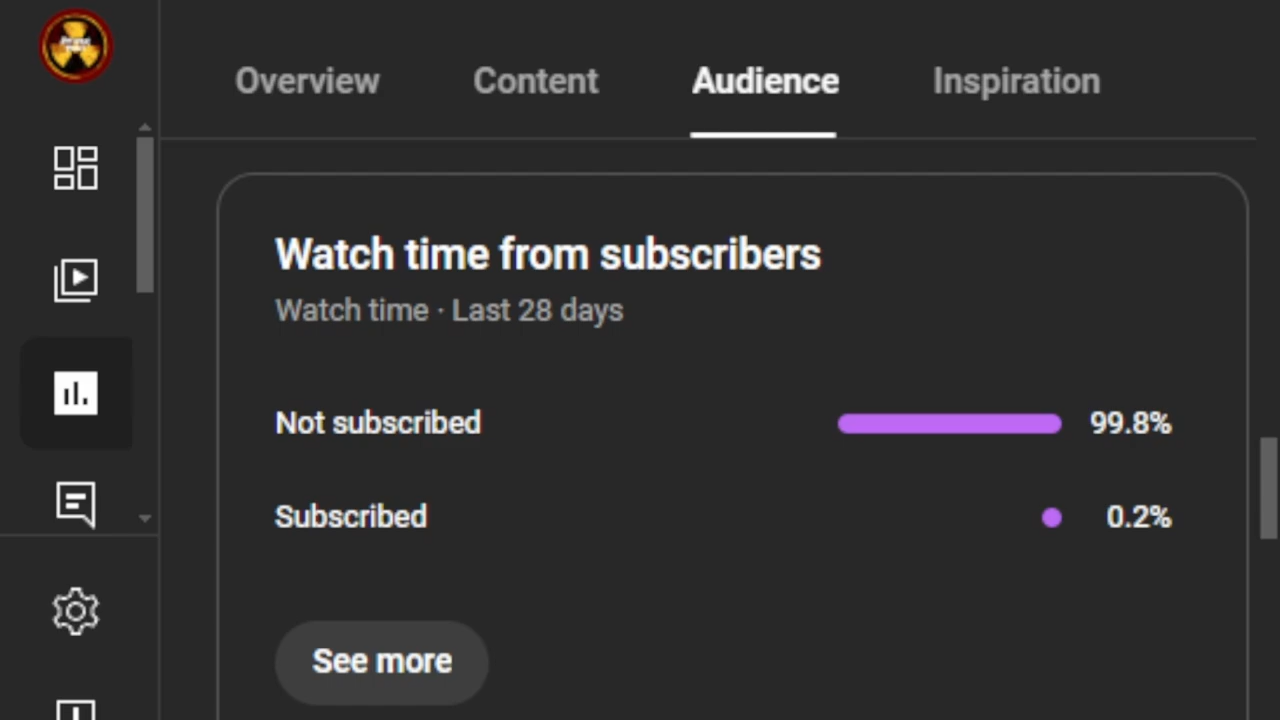 Overview Content Audience Inspiration
Watch time from subscribers
Watch time · Last 28 days
Not subscribed 99.8%
Subscribed 0.2%
See more